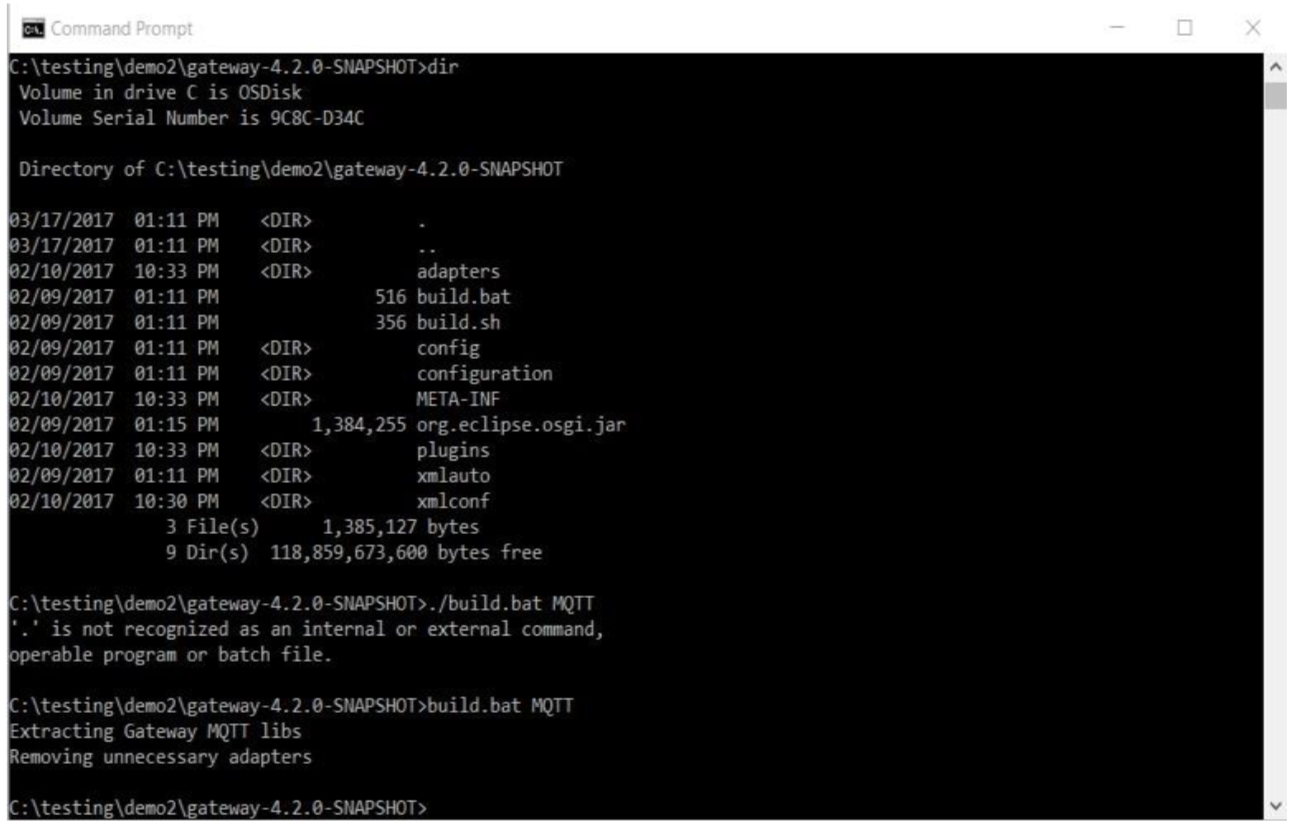 Command Prompt
C:\testing\demo2\gateway-4.2.0-SNAPSHOT>dir
 Volume in drive C is OSDisk
 Volume Serial Number is 9C8C-D34C

 Directory of C:\testing\demo2\gateway-4.2.0-SNAPSHOT

03/17/2017  01:11 PM    <DIR>          .
03/17/2017  01:11 PM    <DIR>          ..
02/10/2017  10:33 PM    <DIR>          adapters
02/09/2017  01:11 PM               516 build.bat
02/09/2017  01:11 PM               356 build.sh
02/09/2017  01:11 PM    <DIR>          config
02/09/2017  01:11 PM    <DIR>          configuration
02/10/2017  10:33 PM    <DIR>          META-INF
02/09/2017  01:15 PM         1,384,255 org.eclipse.osgi.jar
02/10/2017  10:33 PM    <DIR>          plugins
02/09/2017  01:11 PM    <DIR>          xmlauto
02/10/2017  10:30 PM    <DIR>          xmlconf
               3 File(s)      1,385,127 bytes
               9 Dir(s)  118,859,673,600 bytes free

C:\testing\demo2\gateway-4.2.0-SNAPSHOT>./build.bat MQTT
'.' is not recognized as an internal or external command,
operable program or batch file.

C:\testing\demo2\gateway-4.2.0-SNAPSHOT>build.bat MQTT
Extracting Gateway MQTT libs
Removing unnecessary adapters

C:\testing\demo2\gateway-4.2.0-SNAPSHOT>